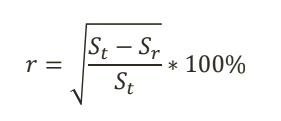 r = √((S_t − S_r) / S_t) * 100%